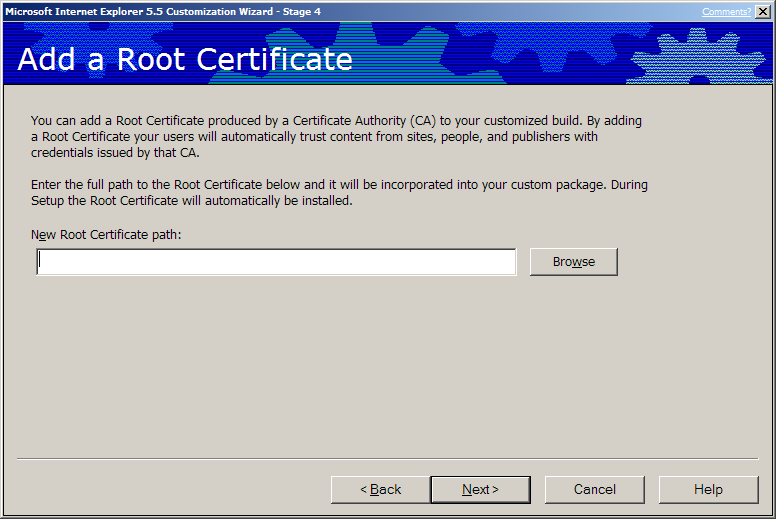 Microsoft Internet Explorer 5.5 Customization Wizard - Stage 4
Comments?
Add a Root Certificate
You can add a Root Certificate produced by a Certificate Authority (CA) to your customized build. By adding
a Root Certificate your users will automatically trust content from sites, people, and publishers with
credentials issued by that CA.
Enter the full path to the Root Certificate below and it will be incorporated into your custom package. During
Setup the Root Certificate will automatically be installed.
New Root Certificate path:
Browse
< Back
Next >
Cancel
Help